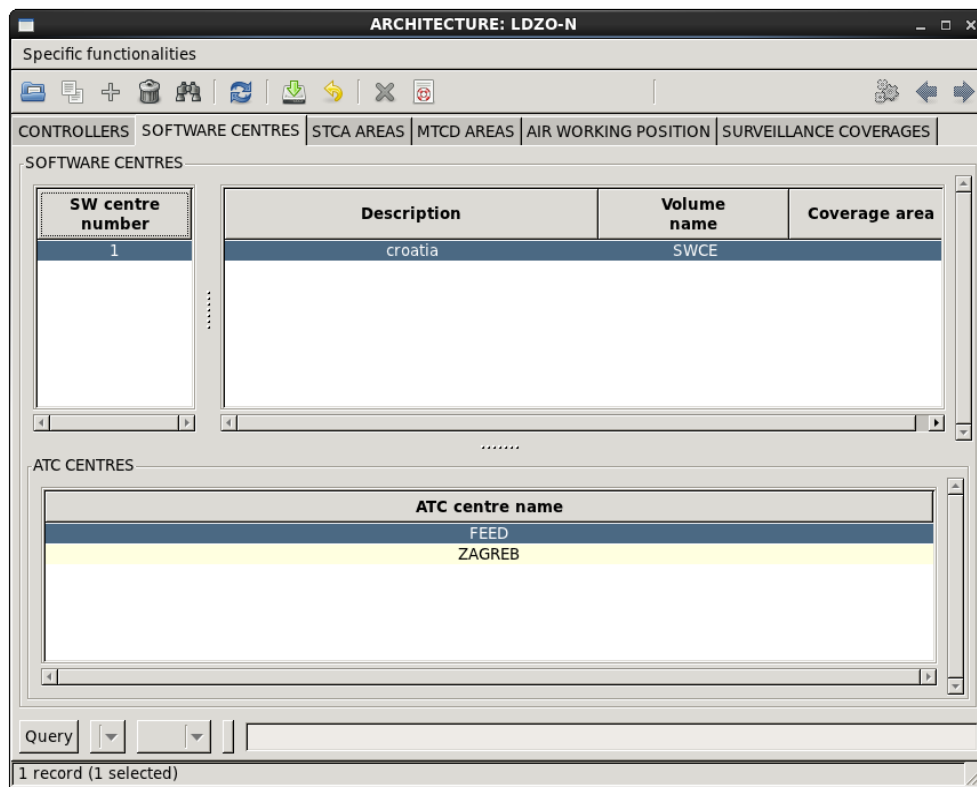 ARCHITECTURE: LDZO-N
Specific functionalities
CONTROLLERS SOFTWARE CENTRES STCA AREAS MTCD AREAS AIR WORKING POSITION SURVEILLANCE COVERAGES
SOFTWARE CENTRES
SW centre number Description Volume name Coverage area
1 croatia SWCE
ATC CENTRES
ATC centre name
FEED
ZAGREB
Query
1 record (1 selected)